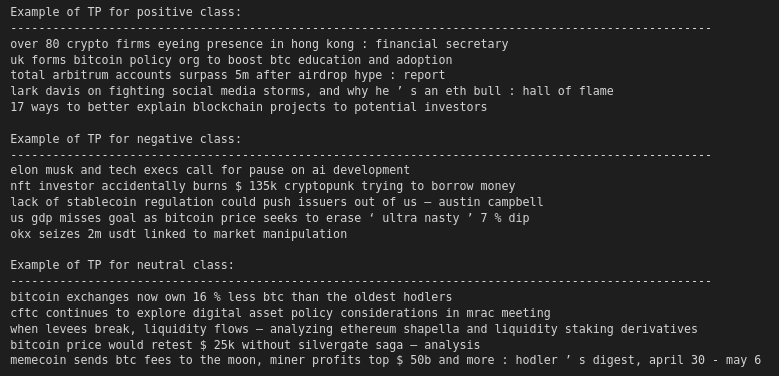 Example of TP for positive class:
----------------------------------------------------------------------------------------------------
over 80 crypto firms eyeing presence in hong kong : financial secretary
uk forms bitcoin policy org to boost btc education and adoption
total arbitrum accounts surpass 5m after airdrop hype : report
lark davis on fighting social media storms, and why he ’ s an eth bull : hall of flame
17 ways to better explain blockchain projects to potential investors
Example of TP for negative class:
----------------------------------------------------------------------------------------------------
elon musk and tech execs call for pause on ai development
nft investor accidentally burns $ 135k cryptopunk trying to borrow money
lack of stablecoin regulation could push issuers out of us — austin campbell
us gdp misses goal as bitcoin price seeks to erase ‘ ultra nasty ’ 7 % dip
okx seizes 2m usdt linked to market manipulation
Example of TP for neutral class:
----------------------------------------------------------------------------------------------------
bitcoin exchanges now own 16 % less btc than the oldest hodlers
cftc continues to explore digital asset policy considerations in mrac meeting
when levees break, liquidity flows — analyzing ethereum shapella and liquidity staking derivatives
bitcoin price would retest $ 25k without silvergate saga — analysis
memecoin sends btc fees to the moon, miner profits top $ 50b and more : hodler ’ s digest, april 30 - may 6